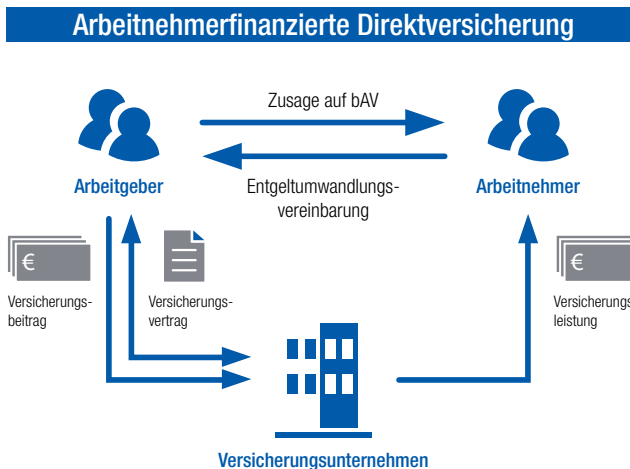 Arbeitnehmerfinanzierte Direktversicherung
Zusage auf bAV
Arbeitgeber
Entgeltumwandlungs-
vereinbarung
Arbeitnehmer
€
Versicherungs-
beitrag
Versicherungs-
vertrag
€
Versicherungs
leistung
Versicherungsunternehmen